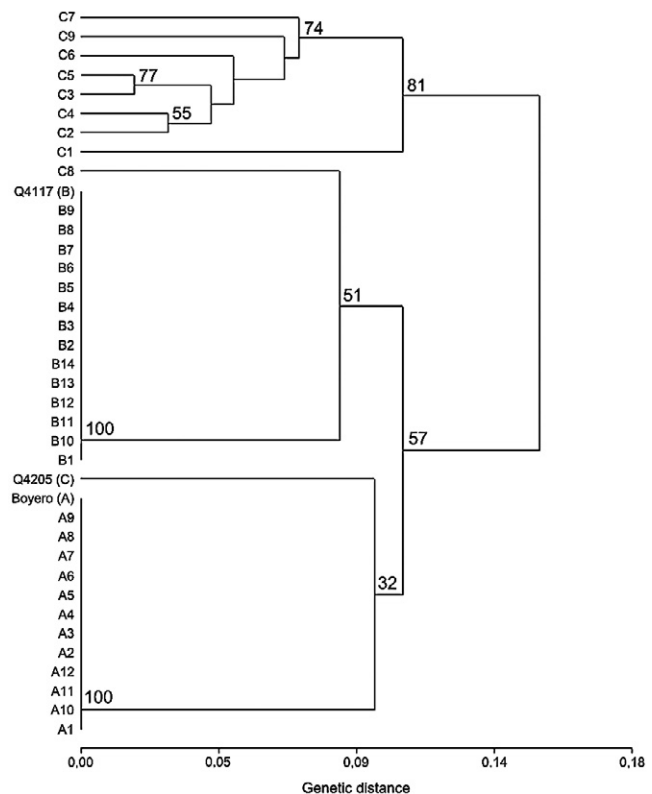 C7
74
C9
C6
C5
77
81
C3
C4
55
C2
C1
C8
Q4117 (B)
B9
B8
B7
B6
B5
51
B4
B3
B2
B14
B13
B12
B11
100
57
B10
B1
Q4205 (C)
Boyero (A)
A9
A8
A7
A6
32
A5
A4
A3
A2
A12
A11
100
A10
A1
0,00 0,05 0,09 0,14 0,18
Genetic distance